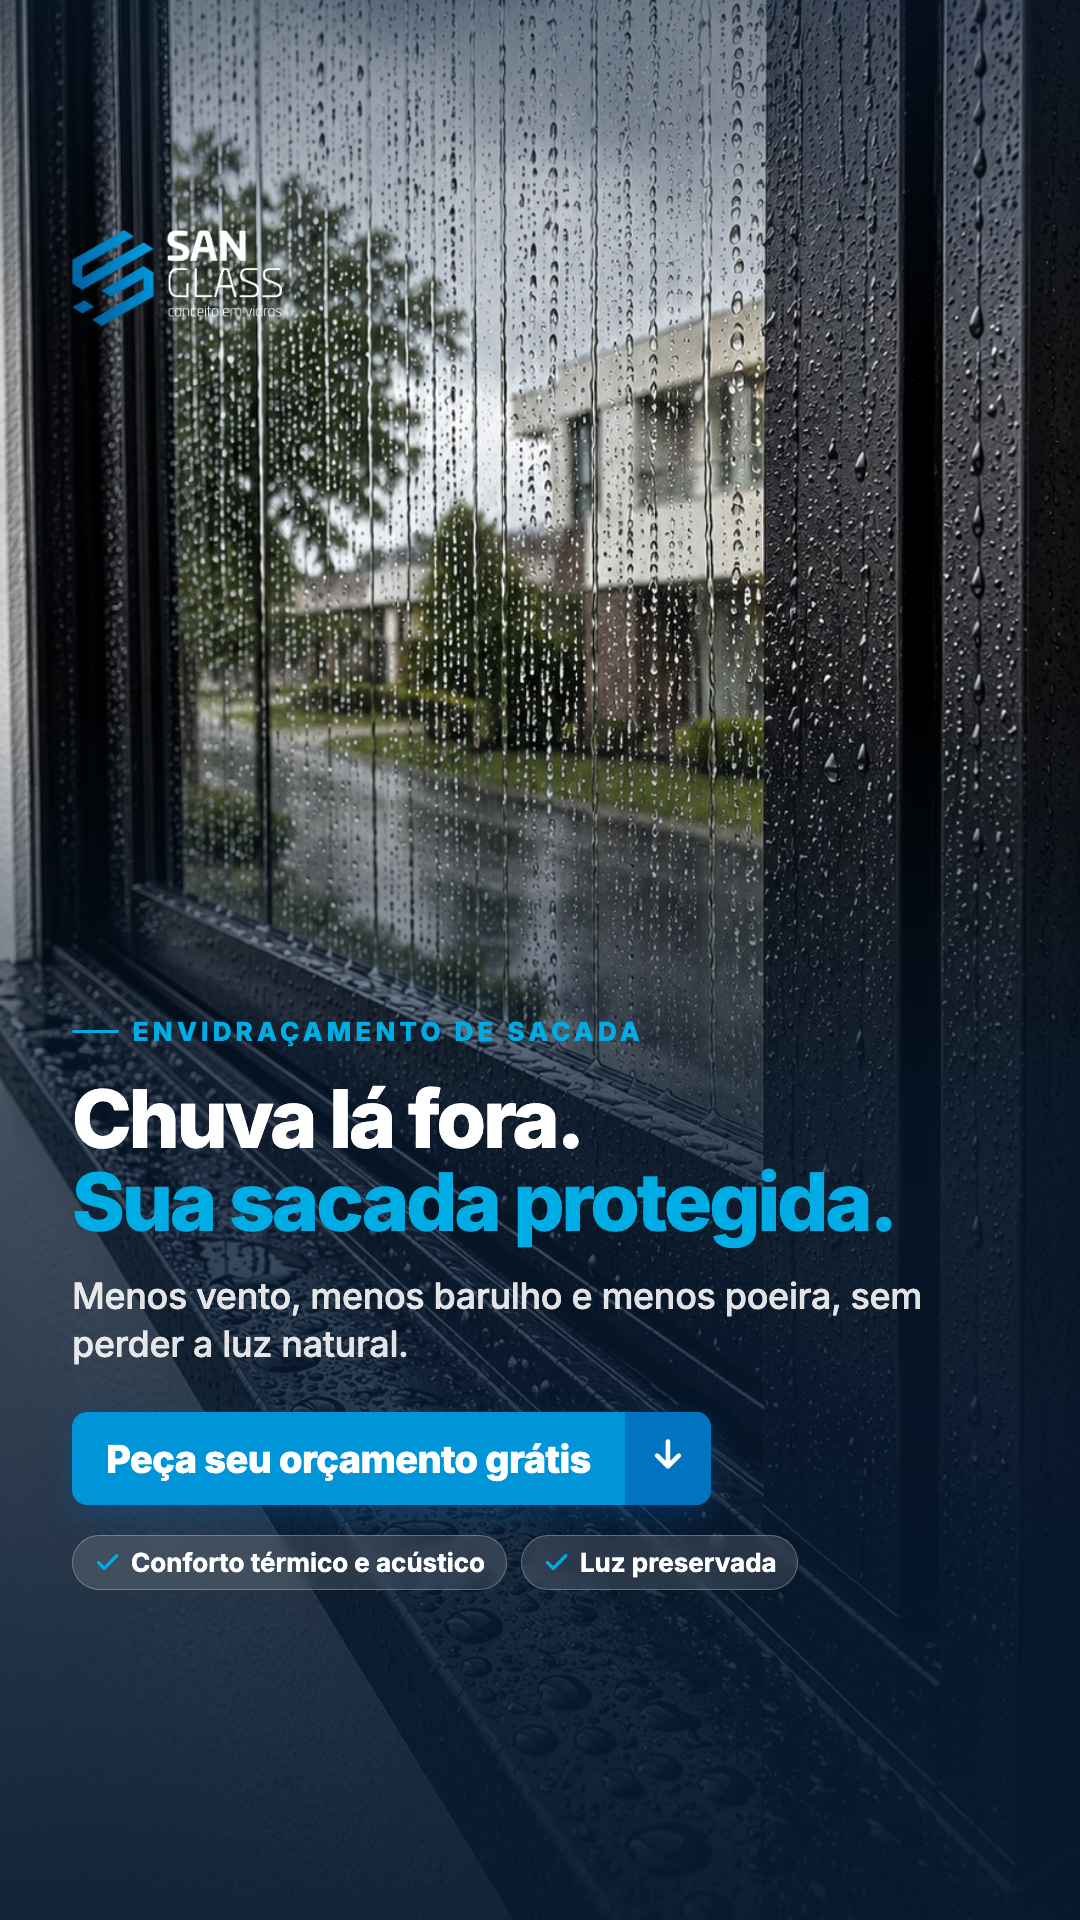 SAN
GLASS
conceito em vidros
ENVIDRAÇAMENTO DE SACADA
Chuva lá fora.
Sua sacada protegida.
Menos vento, menos barulho e menos poeira, sem
perder a luz natural.
Peça seu orçamento grátis
Conforto térmico e acústico
Luz preservada